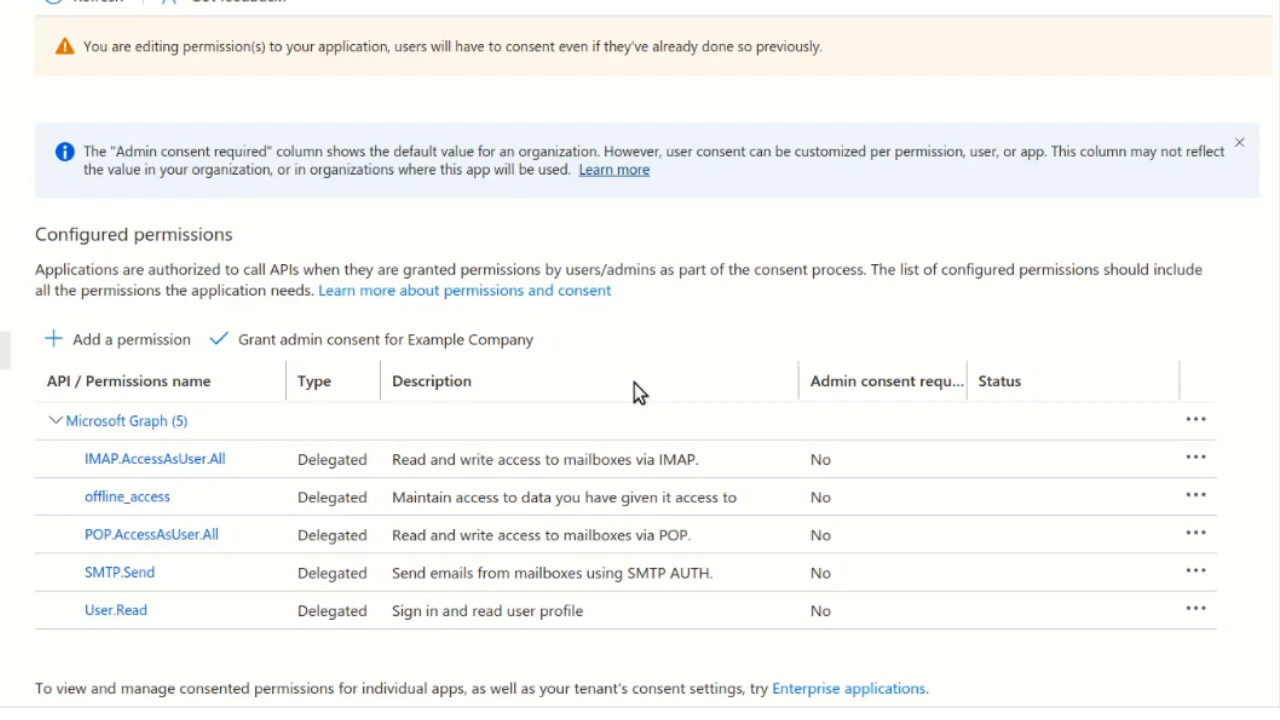 Refresh Got feedback?
You are editing permission(s) to your application, users will have to consent even if they've already done so previously.
The "Admin consent required" column shows the default value for an organization. However, user consent can be customized per permission, user, or app. This column may not reflect
the value in your organization, or in organizations where this app will be used. Learn more
Configured permissions
Applications are authorized to call APIs when they are granted permissions by users/admins as part of the consent process. The list of configured permissions should include
all the permissions the application needs. Learn more about permissions and consent
Add a permission Grant admin consent for Example Company
API / Permissions name Type Description Admin consent requ... Status
Microsoft Graph (5)
IMAP.AccessAsUser.All Delegated Read and write access to mailboxes via IMAP. No
offline_access Delegated Maintain access to data you have given it access to No
POP.AccessAsUser.All Delegated Read and write access to mailboxes via POP. No
SMTP.Send Delegated Send emails from mailboxes using SMTP AUTH. No
User.Read Delegated Sign in and read user profile No
To view and manage consented permissions for individual apps, as well as your tenant's consent settings, try Enterprise applications.